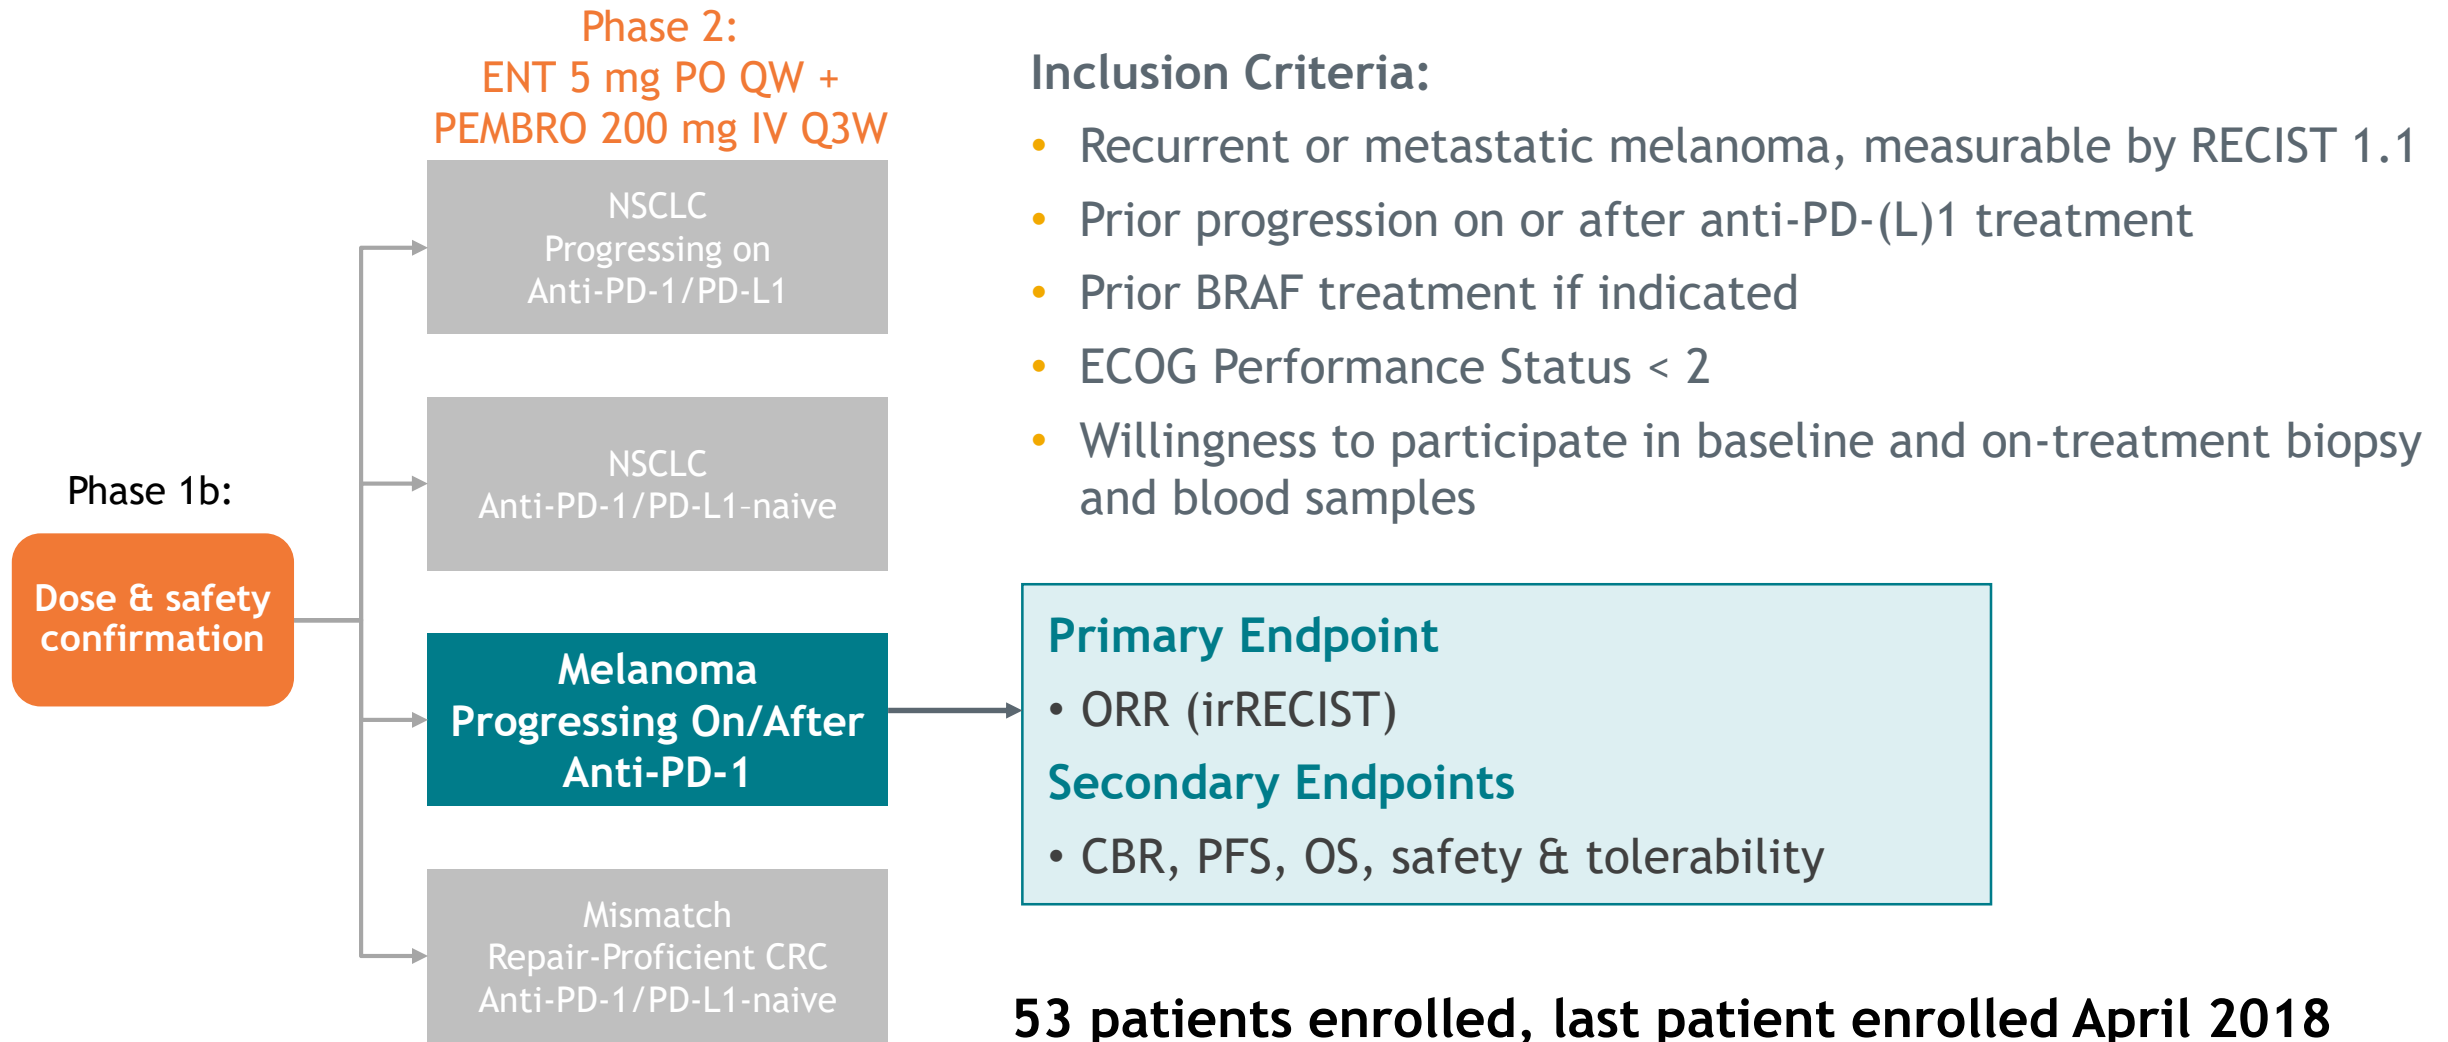 Phase 2:
ENT 5 mg PO QW +
PEMBRO 200 mg IV Q3W
NSCLC
Progressing on
Anti-PD-1/PD-L1
NSCLC
Anti-PD-1/PD-L1–naive
Phase 1b:
Dose & safety
confirmation
Melanoma
Progressing On/After
Anti-PD-1
Mismatch
Repair-Proficient CRC
Anti-PD-1/PD-L1-naive
Inclusion Criteria:
• Recurrent or metastatic melanoma, measurable by RECIST 1.1
• Prior progression on or after anti-PD-(L)1 treatment
• Prior BRAF treatment if indicated
• ECOG Performance Status < 2
• Willingness to participate in baseline and on-treatment biopsy
and blood samples
Primary Endpoint
• ORR (irRECIST)
Secondary Endpoints
• CBR, PFS, OS, safety & tolerability
53 patients enrolled, last patient enrolled April 2018